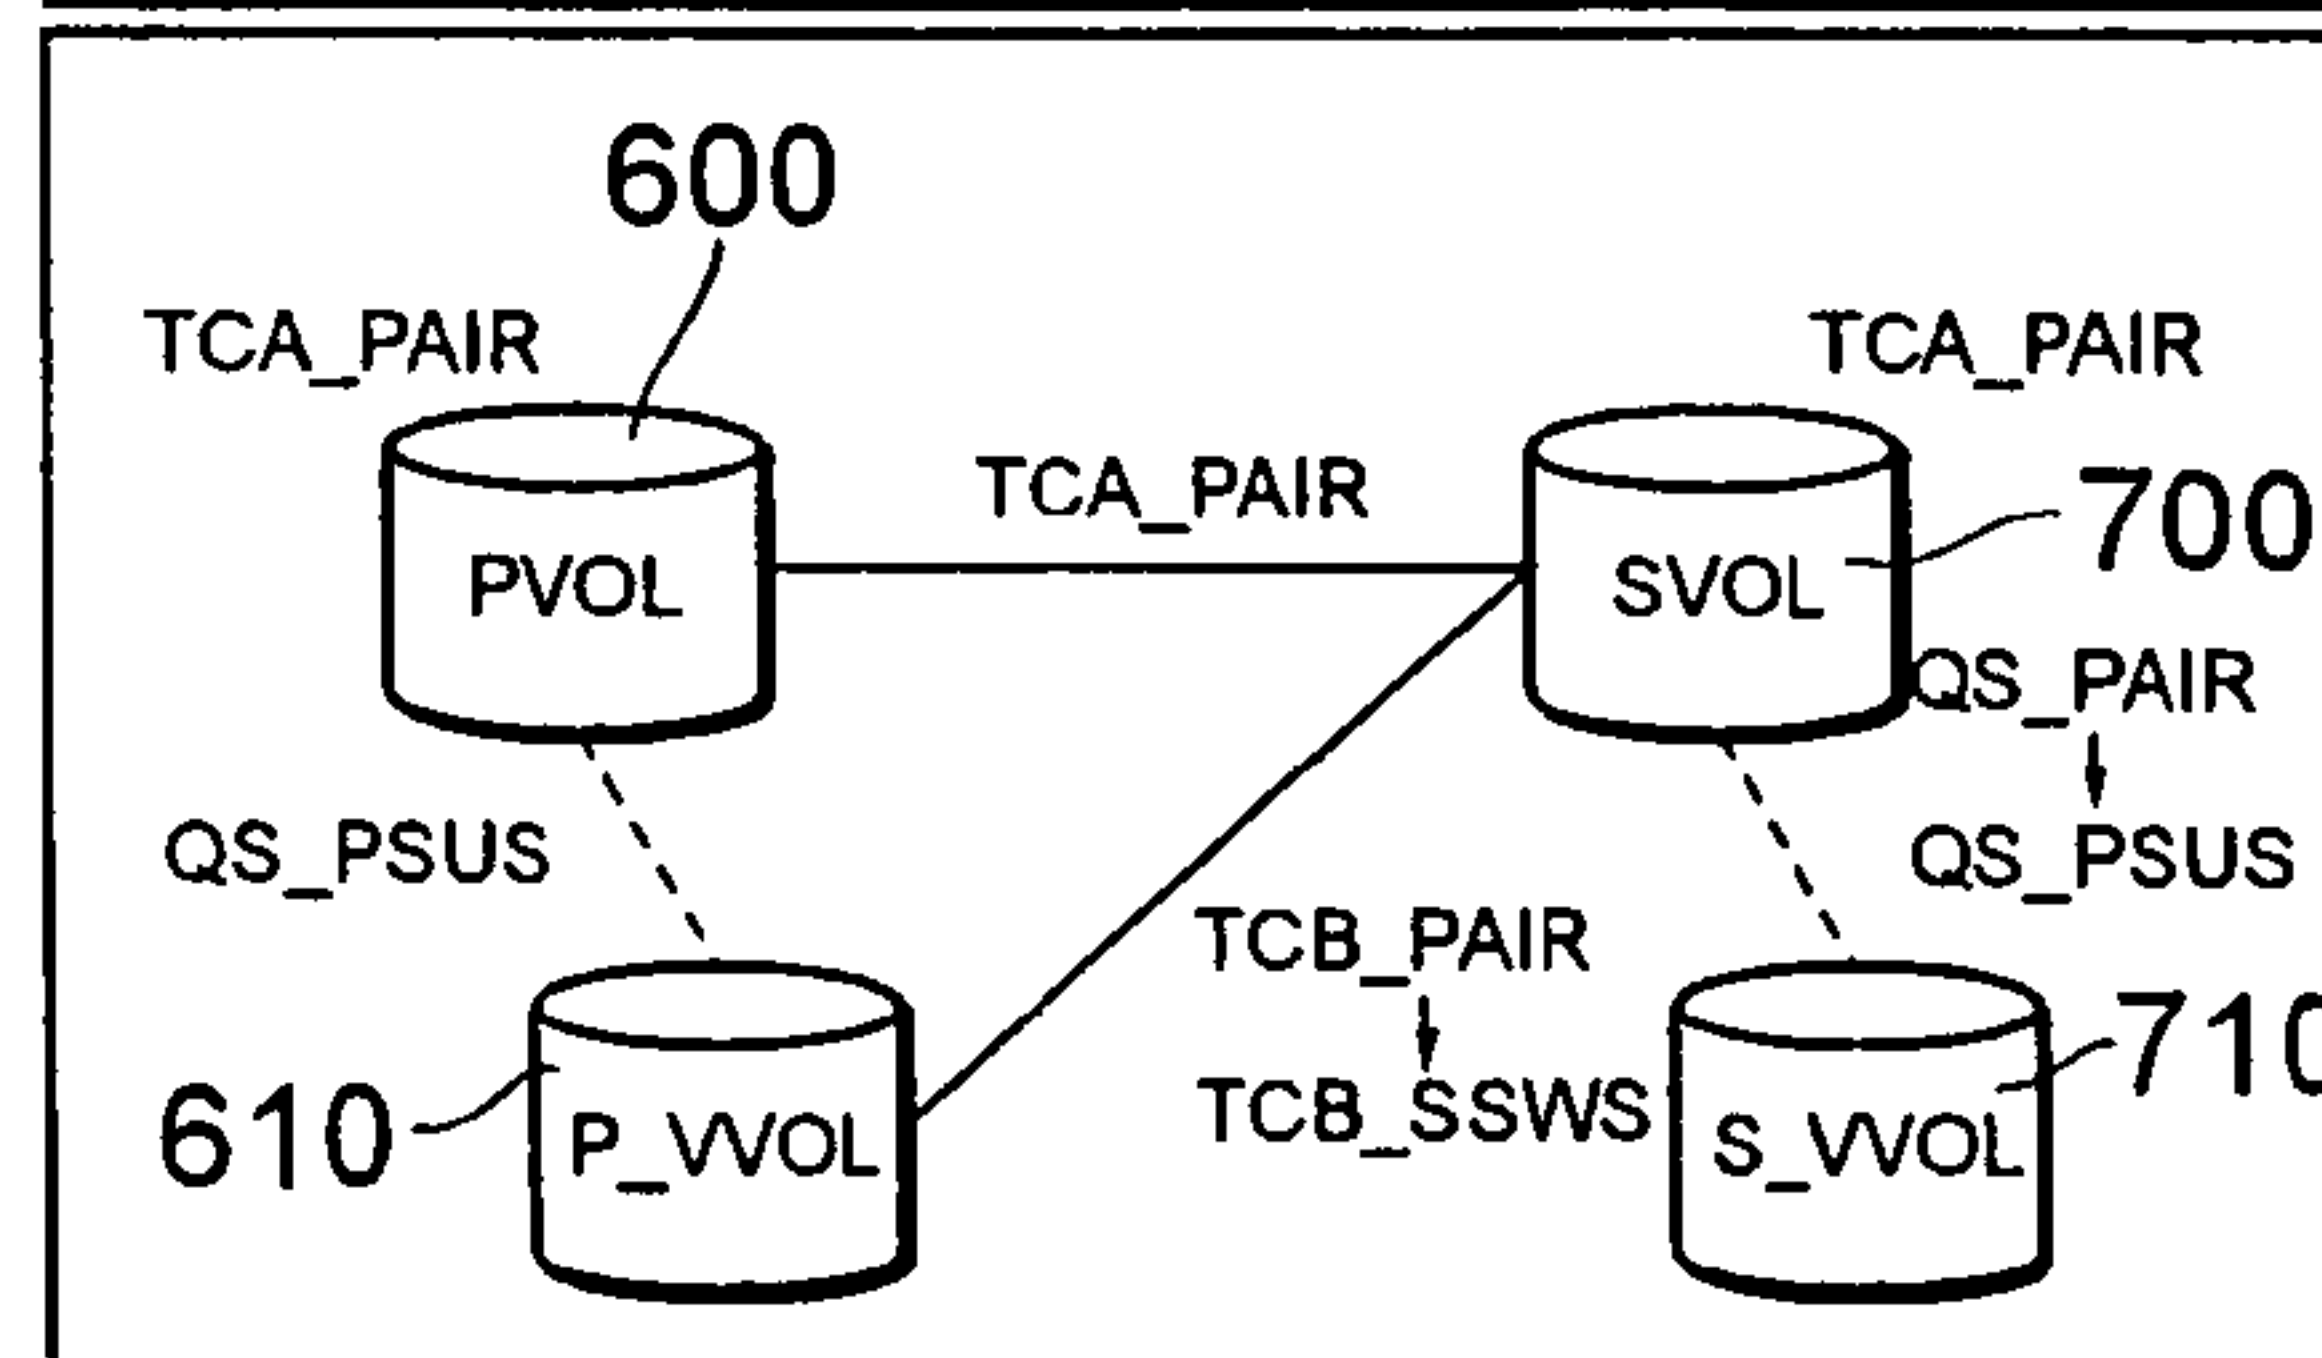 600
TCA_PAIR
TCA_PAIR
TCA_PAIR
700
PVOL
SVOL
QS_PAIR
QS_PSUS
QS_PSUS
TCB_PAIR
TCB_SSWS
610
P_VVOL
S_VVOL
710